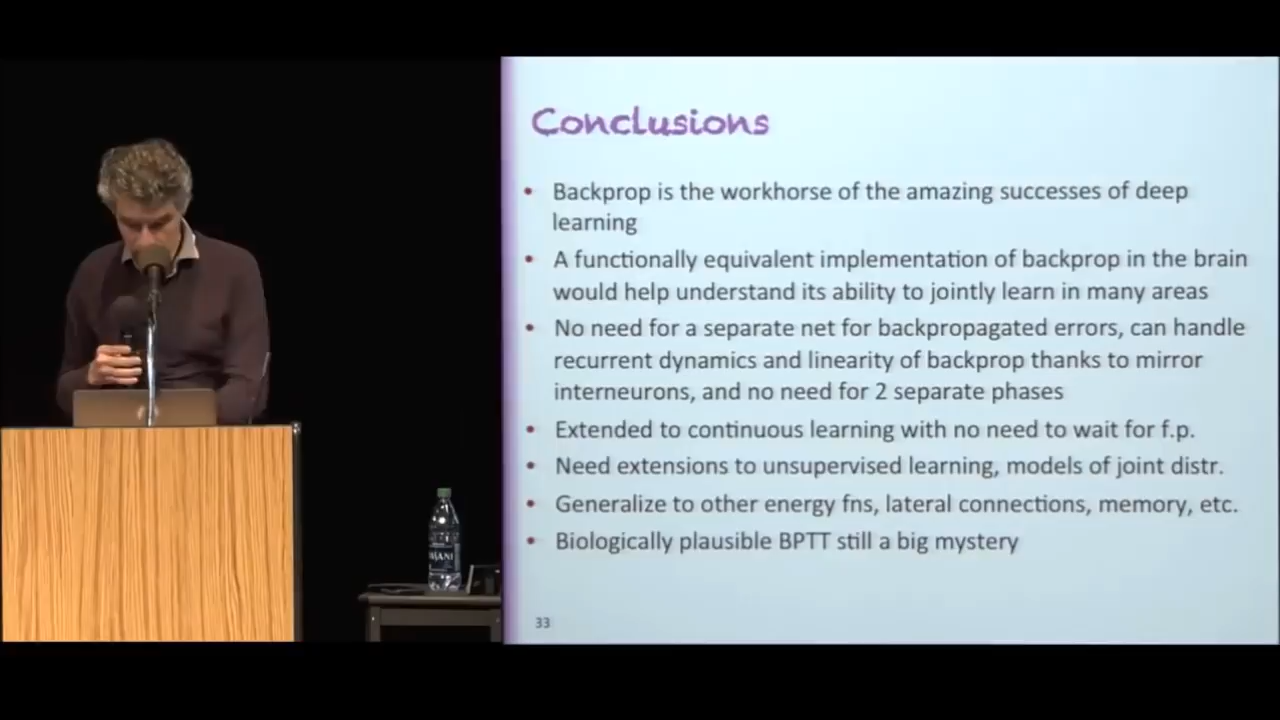 Conclusions
• Backprop is the workhorse of the amazing successes of deep
learning
• A functionally equivalent implementation of backprop in the brain
would help understand its ability to jointly learn in many areas
• No need for a separate net for backpropagated errors, can handle
recurrent dynamics and linearity of backprop thanks to mirror
interneurons, and no need for 2 separate phases
• Extended to continuous learning with no need to wait for f.p.
• Need extensions to unsupervised learning, models of joint distr.
• Generalize to other energy fns, lateral connections, memory, etc.
• Biologically plausible BPTT still a big mystery
33